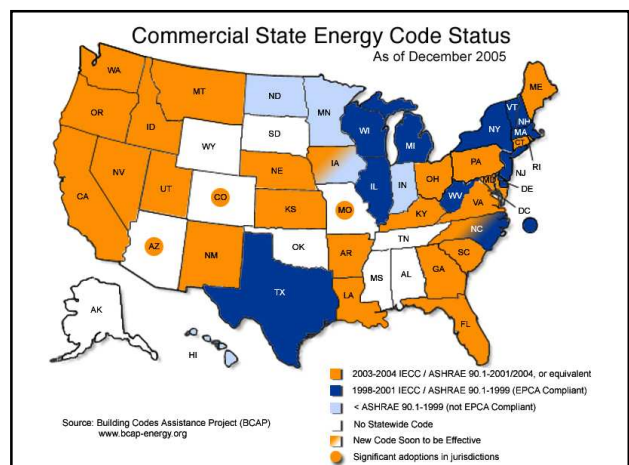 Commercial State Energy Code Status
As of December 2005
WA
MT
ND
MN
ME
OR
ID
WY
SD
WI
MI
NY
VT
NH
MA
CT
RI
NV
UT
CO
NE
IA
IL
IN
OH
PA
NJ
DE
MD
DC
CA
AZ
NM
KS
MO
KY
WV
VA
NC
OK
AR
TN
SC
TX
LA
MS
AL
GA
FL
AK
HI
2003-2004 IECC / ASHRAE 90.1-2001/2004, or equivalent
1998-2001 IECC / ASHRAE 90.1-1999 (EPCA Compliant)
< ASHRAE 90.1-1999 (not EPCA Compliant)
No Statewide Code
New Code Soon to be Effective
Significant adoptions in jurisdictions
Source: Building Codes Assistance Project (BCAP)
www.bcap-energy.org